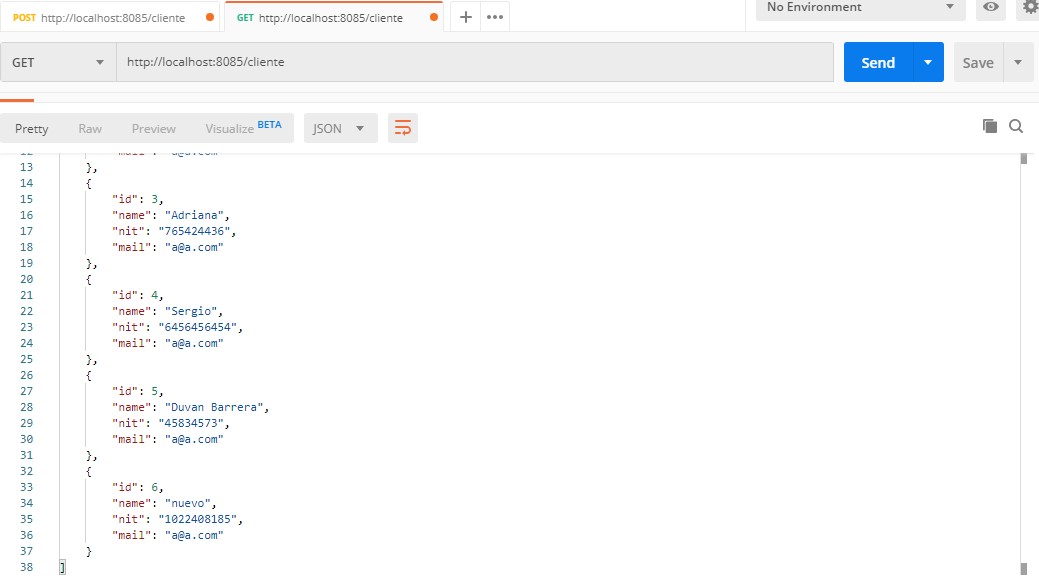 POST http://localhost:8085/cliente
GET http://localhost:8085/cliente
No Environment
GET
http://localhost:8085/cliente
Send
Save
Pretty Raw Preview Visualize BETA JSON
13 },
14 {
15 "id": 3,
16 "name": "Adriana",
17 "nit": "765424436",
18 "mail": "a@a.com"
19 },
20 {
21 "id": 4,
22 "name": "Sergio",
23 "nit": "6456456454",
24 "mail": "a@a.com"
25 },
26 {
27 "id": 5,
28 "name": "Duvan Barrera",
29 "nit": "45834573",
30 "mail": "a@a.com"
31 },
32 {
33 "id": 6,
34 "name": "nuevo",
35 "nit": "1022408185",
36 "mail": "a@a.com"
37 }
38 ]